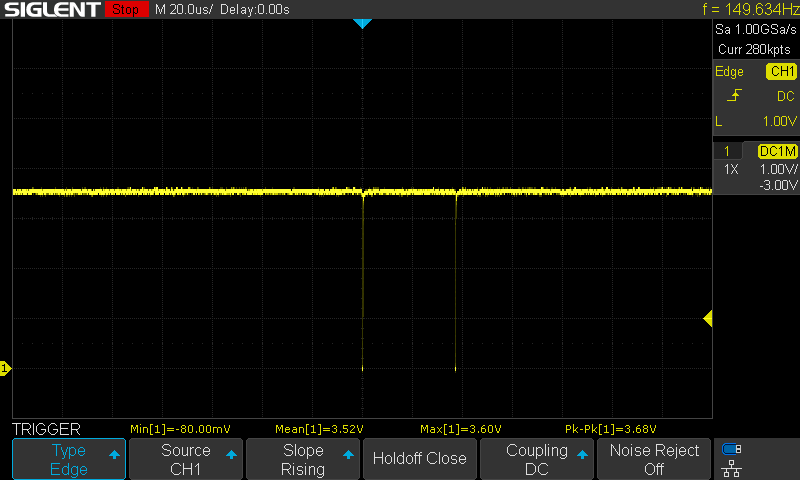 SIGLENT Stop M 20.0us/ Delay:0.00s f = 149.634Hz
Sa 1.00GSa/s
Curr 280kpts
Edge CH1
DC
L 1.00V
1 DC1M
1X 1.00V/
-3.00V
1
TRIGGER Min[1]=-80.00mV Mean[1]=3.52V Max[1]=3.60V Pk-Pk[1]=3.68V
Type Source Slope Holdoff Close Coupling Noise Reject
Edge CH1 Rising DC Off